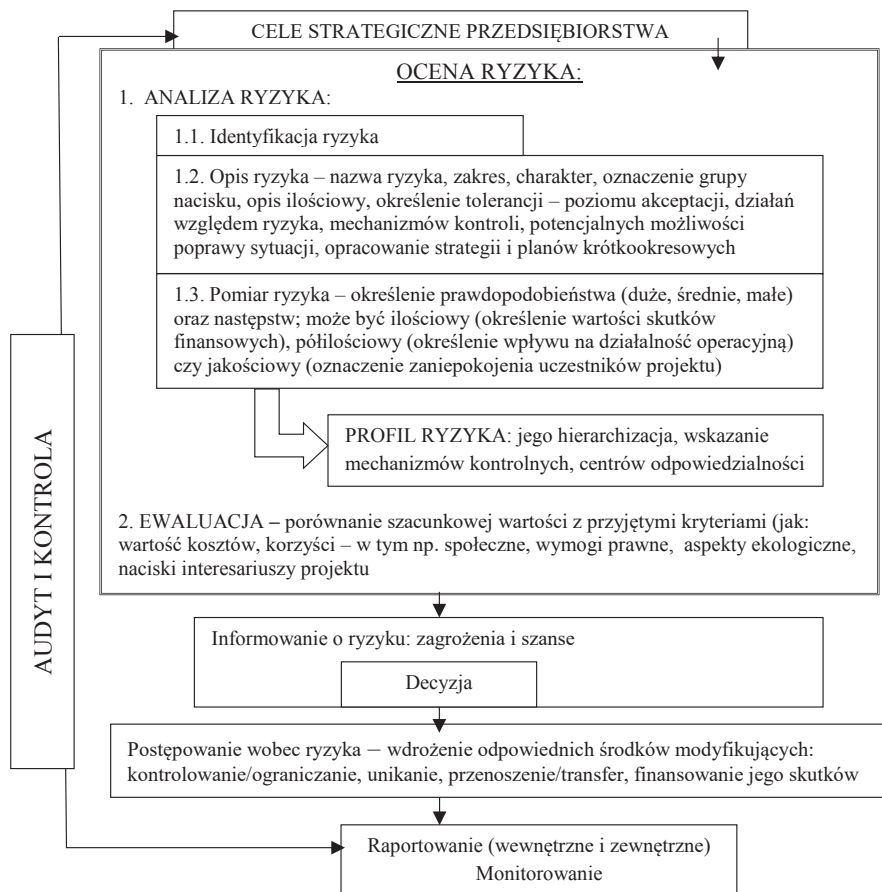 CELE STRATEGICZNE PRZEDSIĘBIORSTWA
OCENA RYZYKA:
1. ANALIZA RYZYKA:
1.1. Identyfikacja ryzyka
1.2. Opis ryzyka – nazwa ryzyka, zakres, charakter, oznaczenie grupy
nacisku, opis ilościowy, określenie tolerancji – poziomu akceptacji, działań
względem ryzyka, mechanizmów kontroli, potencjalnych możliwości
poprawy sytuacji, opracowanie strategii i planów krótkookresowych
1.3. Pomiar ryzyka – określenie prawdopodobieństwa (duże, średnie, małe)
oraz następstw; może być ilościowy (określenie wartości skutków
finansowych), półilościowy (określenie wpływu na działalność operacyjną)
czy jakościowy (oznaczenie zaniepokojenia uczestników projektu)
PROFIL RYZYKA: jego hierarchizacja, wskazanie
mechanizmów kontrolnych, centrów odpowiedzialności
2. EWALUACJA – porównanie szacunkowej wartości z przyjętymi kryteriami (jak:
wartość kosztów, korzyści – w tym np. społeczne, wymogi prawne, aspekty ekologiczne,
naciski interesariuszy projektu
AUDYT I KONTROLA
Informowanie o ryzyku: zagrożenia i szanse
Decyzja
Postępowanie wobec ryzyka – wdrożenie odpowiednich środków modyfikujących:
kontrolowanie/ograniczanie, unikanie, przenoszenie/transfer, finansowanie jego skutków
Raportowanie (wewnętrzne i zewnętrzne)
Monitorowanie